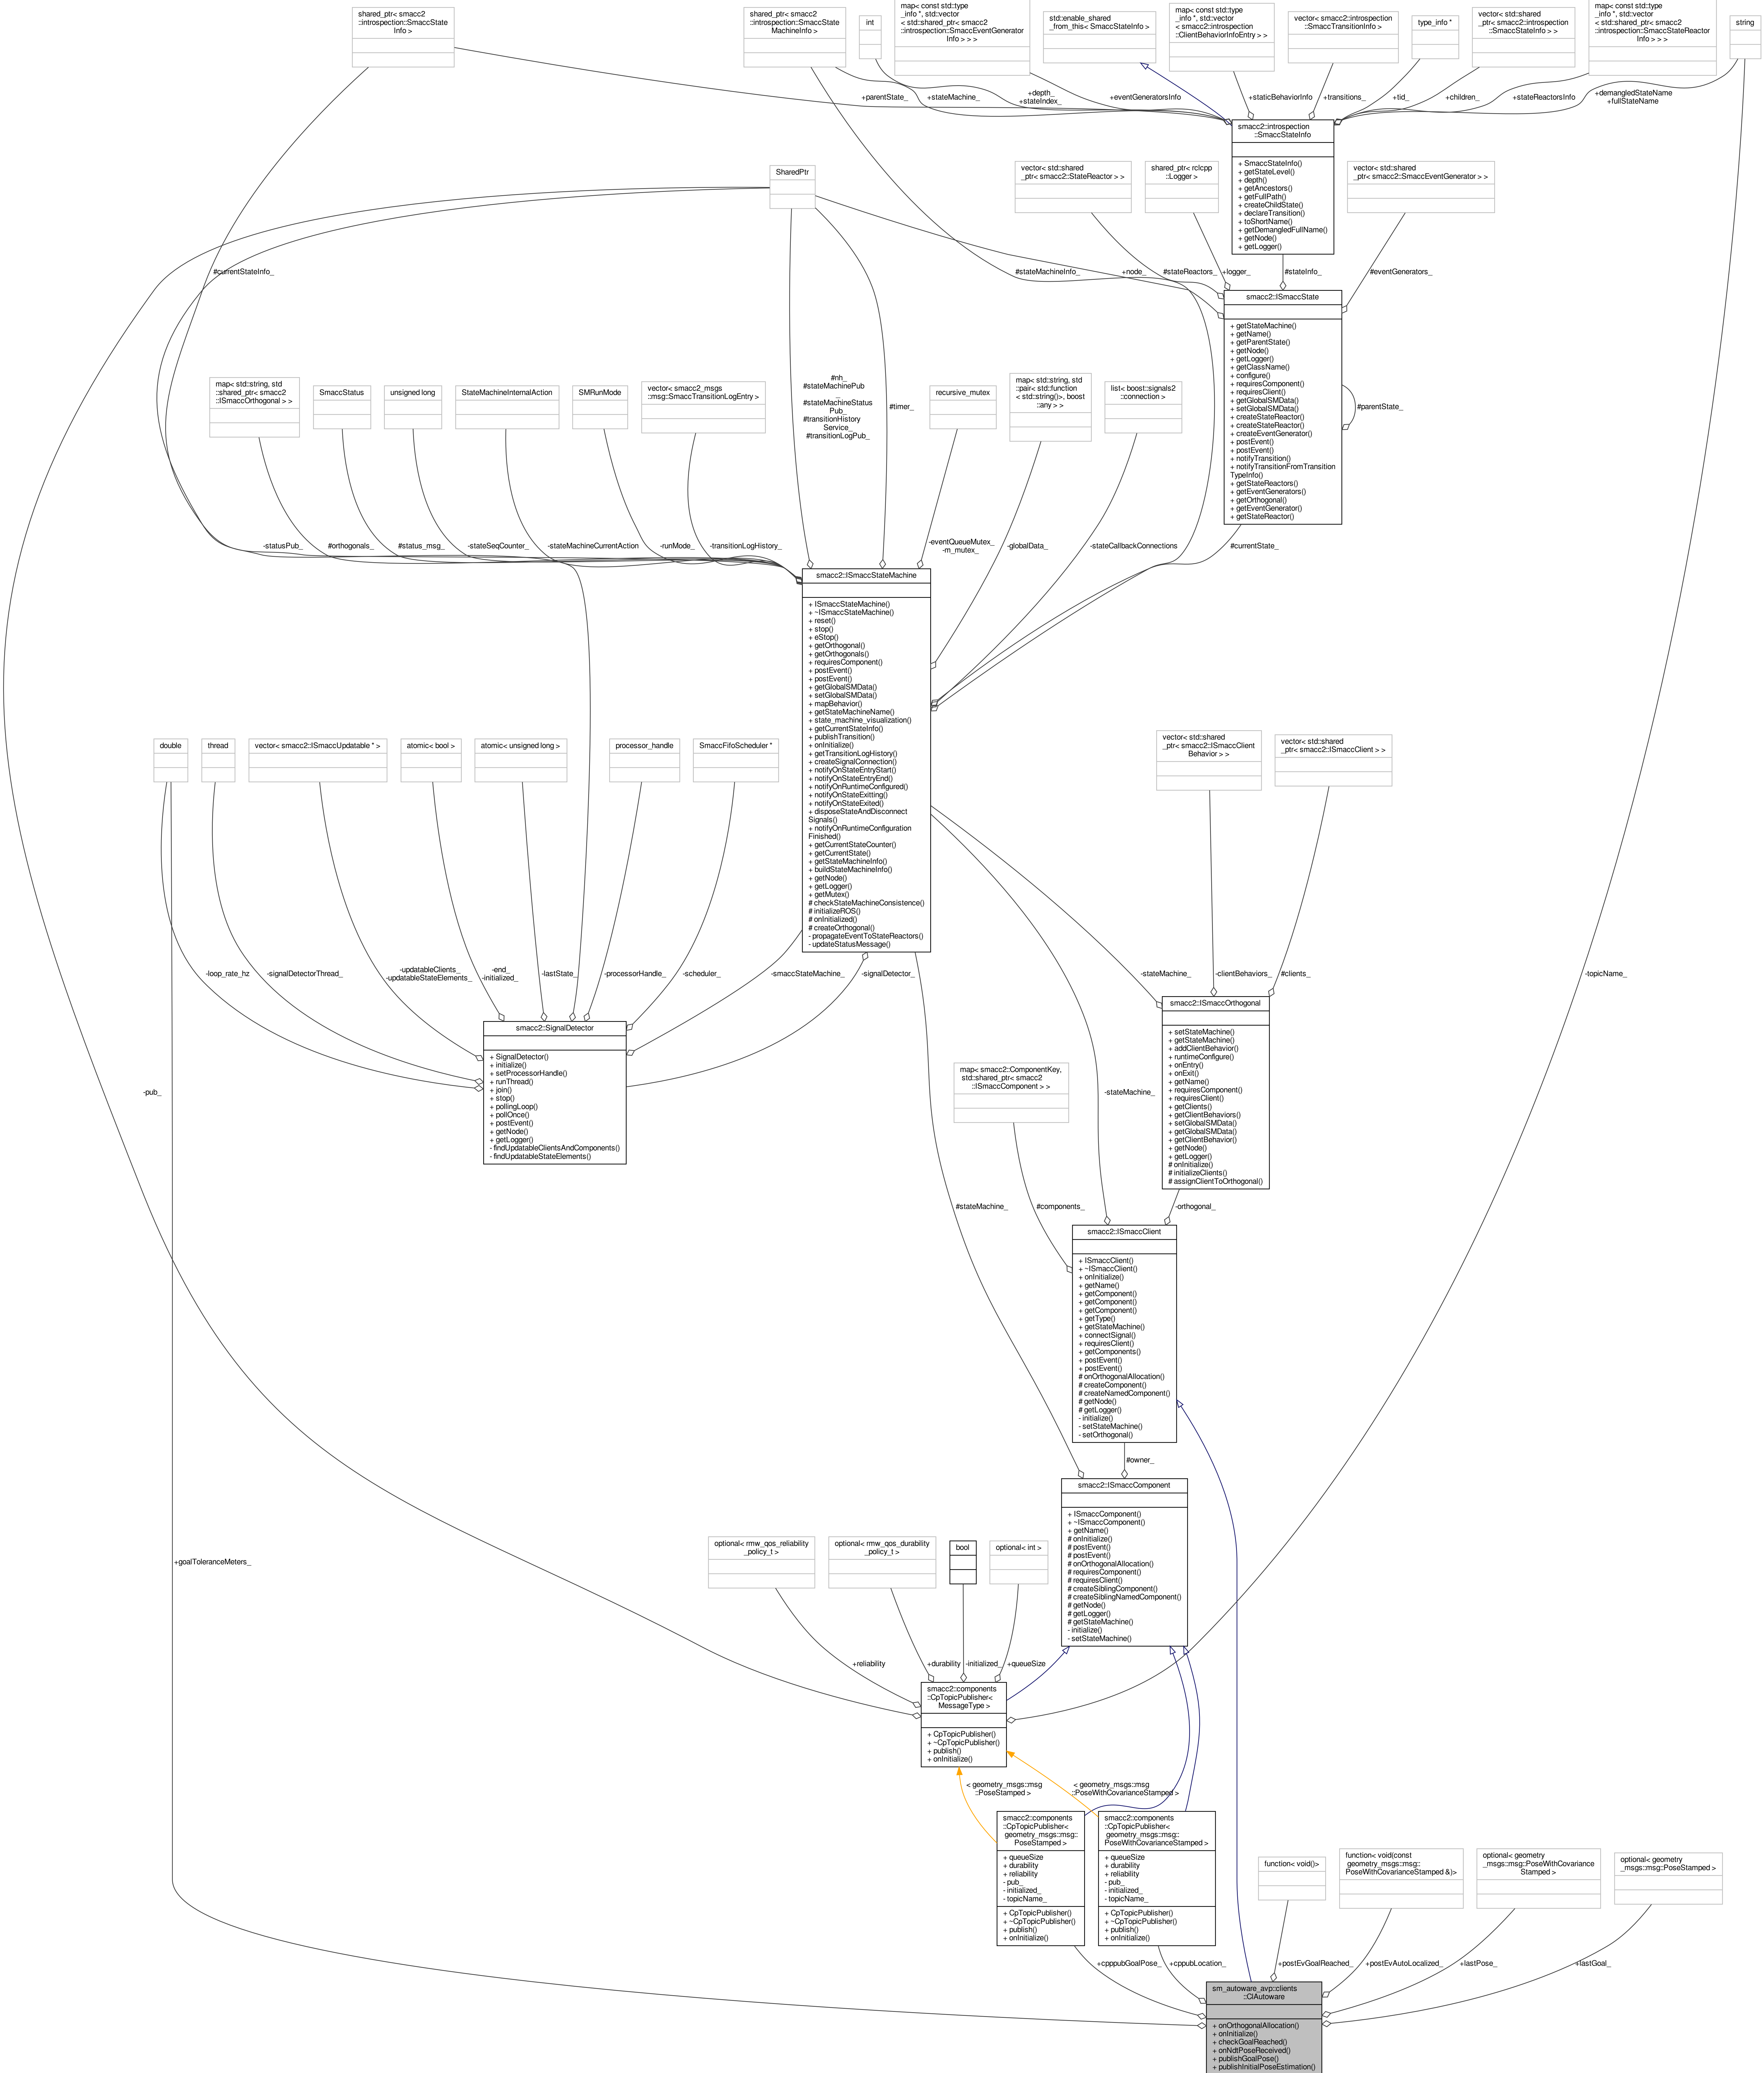 shared_ptr< smacc2
::introspection::SmaccState
Info >
shared_ptr< smacc2
::introspection::SmaccState
MachineInfo >
int
map< const std::type
_info *, std::vector
< std::shared_ptr< smacc2
::introspection::SmaccEventGenerator
Info > > >
std::enable_shared
_from_this< SmaccStateInfo >
map< const std::type
_info *, std::vector
< smacc2::introspection
::ClientBehaviorInfoEntry > >
vector< smacc2::introspection
::SmaccTransitionInfo >
type_info *
vector< std::shared
_ptr< smacc2::introspection
::SmaccStateInfo > >
map< const std::type
_info *, std::vector
< std::shared_ptr< smacc2
::introspection::SmaccStateReactor
Info > > >
string
+parentState_
+stateMachine_
+depth_
+stateIndex_
+eventGeneratorsInfo
+staticBehaviorInfo
+transitions_
+tid_
+children_
+stateReactorsInfo
+demangledStateName
+fullStateName
smacc2::introspection
::SmaccStateInfo
+ SmaccStateInfo()
+ getStateLevel()
+ depth()
+ getAncestors()
+ getFullPath()
+ createChildState()
+ declareTransition()
+ toShortName()
+ getDemangledFullName()
+ getNode()
+ getLogger()
SharedPtr
vector< std::shared
_ptr< smacc2::StateReactor > >
shared_ptr< rclcpp
::Logger >
vector< std::shared
_ptr< smacc2::SmaccEventGenerator > >
#currentStateInfo_
#stateMachineInfo_
+node_
#stateReactors_
+logger_
#stateInfo_
#eventGenerators_
smacc2::ISmaccState
+ getStateMachine()
+ getName()
+ getParentState()
+ getNode()
+ getLogger()
+ getClassName()
+ configure()
+ requiresComponent()
+ requiresClient()
+ getGlobalSMData()
+ setGlobalSMData()
+ createStateReactor()
+ createStateReactor()
+ createEventGenerator()
+ postEvent()
+ postEvent()
+ notifyTransition()
+ notifyTransitionFromTransition
TypeInfo()
+ getStateReactors()
+ getEventGenerators()
+ getOrthogonal()
+ getEventGenerator()
+ getStateReactor()
#parentState_
map< std::string, std
::shared_ptr< smacc2
::ISmaccOrthogonal > >
SmaccStatus
unsigned long
StateMachineInternalAction
SMRunMode
vector< smacc2_msgs
::msg::SmaccTransitionLogEntry >
#nh_
#stateMachinePub
_
#stateMachineStatus
Pub_
#transitionHistory
Service_
#transitionLogPub_
#timer_
recursive_mutex
map< std::string, std
::pair< std::function
< std::string()>, boost
::any > >
list< boost::signals2
::connection >
-statusPub_
#orthogonals_
#status_msg_
-stateSeqCounter_
-stateMachineCurrentAction
-runMode_
-transitionLogHistory_
-eventQueueMutex_
-m_mutex_
-globalData_
-stateCallbackConnections
#currentState_
smacc2::ISmaccStateMachine
+ ISmaccStateMachine()
+ ~ISmaccStateMachine()
+ reset()
+ stop()
+ eStop()
+ getOrthogonal()
+ getOrthogonals()
+ requiresComponent()
+ postEvent()
+ postEvent()
+ getGlobalSMData()
+ setGlobalSMData()
+ mapBehavior()
+ getStateMachineName()
+ state_machine_visualization()
+ getCurrentStateInfo()
+ publishTransition()
+ onInitialize()
+ getTransitionLogHistory()
+ createSignalConnection()
+ notifyOnStateEntryStart()
+ notifyOnStateEntryEnd()
+ notifyOnRuntimeConfigured()
+ notifyOnStateExitting()
+ notifyOnStateExited()
+ disposeStateAndDisconnect
Signals()
+ notifyOnRuntimeConfiguration
Finished()
+ getCurrentStateCounter()
+ getCurrentState()
+ getStateMachineInfo()
+ buildStateMachineInfo()
+ getNode()
+ getLogger()
+ getMutex()
# checkStateMachineConsistence()
# initializeROS()
# onInitialized()
# createOrthogonal()
- propagateEventToStateReactors()
- updateStatusMessage()
double
thread
vector< smacc2::ISmaccUpdatable * >
atomic< bool >
atomic< unsigned long >
processor_handle
SmaccFifoScheduler *
vector< std::shared
_ptr< smacc2::ISmaccClient
Behavior > >
vector< std::shared
_ptr< smacc2::ISmaccClient > >
-loop_rate_hz
-signalDetectorThread_
-updatableClients_
-updatableStateElements_
-end_
-initialized_
-lastState_
-processorHandle_
-scheduler_
-smaccStateMachine_
-signalDetector_
-stateMachine_
-clientBehaviors_
#clients_
-topicName_
smacc2::SignalDetector
+ SignalDetector()
+ initialize()
+ setProcessorHandle()
+ runThread()
+ join()
+ stop()
+ pollingLoop()
+ pollOnce()
+ postEvent()
+ getNode()
+ getLogger()
- findUpdatableClientsAndComponents()
- findUpdatableStateElements()
smacc2::ISmaccOrthogonal
+ setStateMachine()
+ getStateMachine()
+ addClientBehavior()
+ runtimeConfigure()
+ onEntry()
+ onExit()
+ getName()
+ requiresComponent()
+ requiresClient()
+ getClients()
+ getClientBehaviors()
+ setGlobalSMData()
+ getGlobalSMData()
+ getClientBehavior()
+ getNode()
+ getLogger()
# onInitialize()
# initializeClients()
# assignClientToOrthogonal()
map< smacc2::ComponentKey,
std::shared_ptr< smacc2
::ISmaccComponent > >
-pub_
-stateMachine_
#stateMachine_
#components_
-orthogonal_
smacc2::ISmaccClient
+ ISmaccClient()
+ ~ISmaccClient()
+ onInitialize()
+ getName()
+ getComponent()
+ getComponent()
+ getComponent()
+ getType()
+ getStateMachine()
+ connectSignal()
+ requiresClient()
+ getComponents()
+ postEvent()
+ postEvent()
# onOrthogonalAllocation()
# createComponent()
# createNamedComponent()
# getNode()
# getLogger()
- initialize()
- setStateMachine()
- setOrthogonal()
#owner_
smacc2::ISmaccComponent
+ ISmaccComponent()
+ ~ISmaccComponent()
+ getName()
# onInitialize()
# postEvent()
# postEvent()
# onOrthogonalAllocation()
# requiresComponent()
# requiresClient()
# createSiblingComponent()
# createSiblingNamedComponent()
# getNode()
# getLogger()
# getStateMachine()
- initialize()
- setStateMachine()
+goalToleranceMeters_
optional< rmw_qos_reliability
_policy_t >
optional< rmw_qos_durability
_policy_t >
bool
optional< int >
+reliability
+durability
-initialized_
+queueSize
smacc2::components
::CpTopicPublisher<
MessageType >
+ CpTopicPublisher()
+ ~CpTopicPublisher()
+ publish()
+ onInitialize()
< geometry_msgs::msg
::PoseStamped >
< geometry_msgs::msg
::PoseWithCovarianceStamped >
smacc2::components
::CpTopicPublisher<
geometry_msgs::msg::
PoseStamped >
+ queueSize
+ durability
+ reliability
- pub_
- initialized_
- topicName_
+ CpTopicPublisher()
+ ~CpTopicPublisher()
+ publish()
+ onInitialize()
smacc2::components
::CpTopicPublisher<
geometry_msgs::msg::
PoseWithCovarianceStamped >
+ queueSize
+ durability
+ reliability
- pub_
- initialized_
- topicName_
+ CpTopicPublisher()
+ ~CpTopicPublisher()
+ publish()
+ onInitialize()
function< void()>
function< void(const
geometry_msgs::msg::
PoseWithCovarianceStamped &)>
optional< geometry
_msgs::msg::PoseWithCovariance
Stamped >
optional< geometry
_msgs::msg::PoseStamped >
+cpppubGoalPose_
+cppubLocation_
+postEvGoalReached_
+postEvAutoLocalized_
+lastPose_
+lastGoal_
sm_autoware_avp::clients
::ClAutoware
+ onOrthogonalAllocation()
+ onInitialize()
+ checkGoalReached()
+ onNdtPoseReceived()
+ publishGoalPose()
+ publishInitialPoseEstimation()